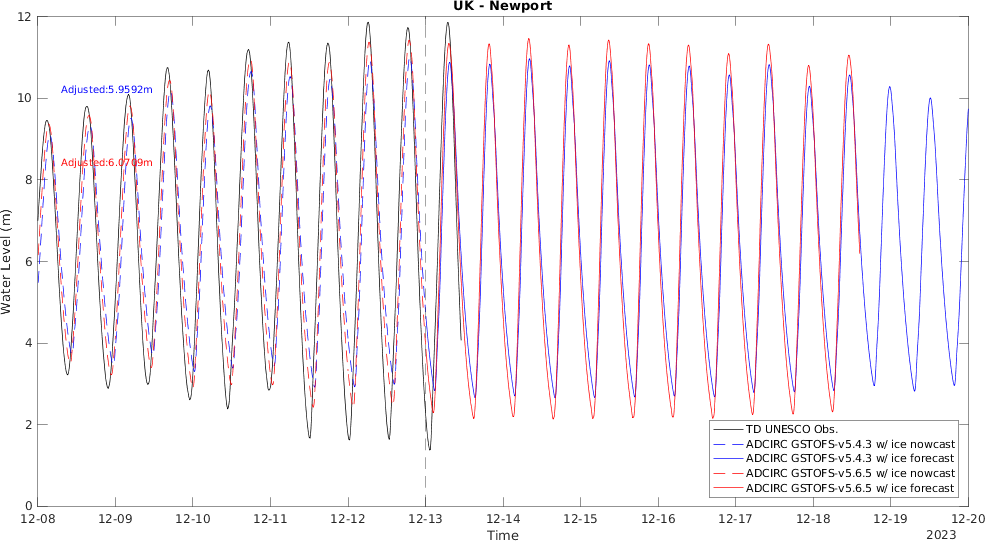 UK - Newport
12
10
8
6
4
2
0
Water Level (m)
Adjusted:5.9592m
Adjusted:6.0709m
TD UNESCO Obs.
ADCIRC GSTOFS-v5.4.3 w/ ice nowcast
ADCIRC GSTOFS-v5.4.3 w/ ice forecast
ADCIRC GSTOFS-v5.6.5 w/ ice nowcast
ADCIRC GSTOFS-v5.6.5 w/ ice forecast
12-08 12-09 12-10 12-11 12-12 12-13 12-14 12-15 12-16 12-17 12-18 12-19 12-20
Time
2023